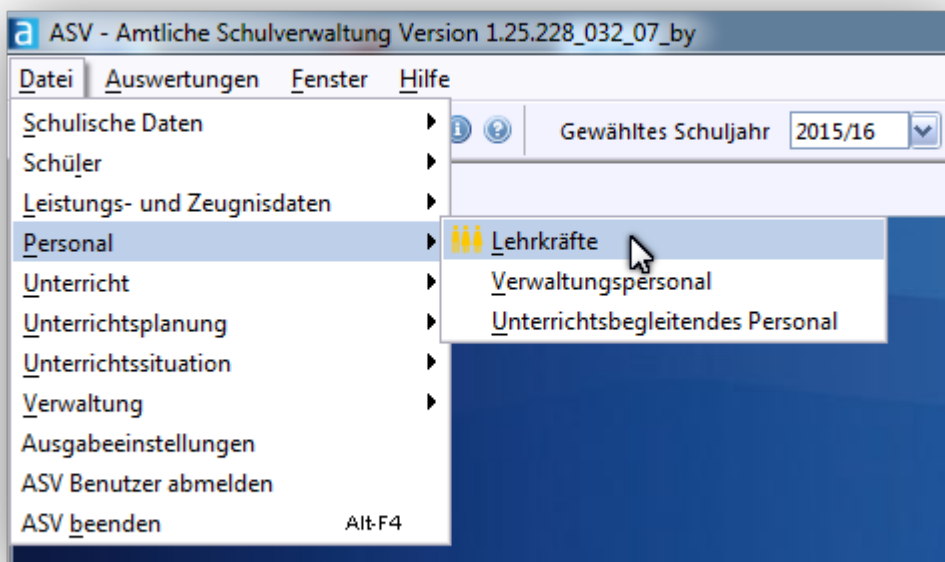 ASV - Amtliche Schulverwaltung Version 1.25.228_032_07_by
Datei Auswertungen Fenster Hilfe
Gewähltes Schuljahr 2015/16
Schulische Daten
Schüler
Leistungs- und Zeugnisdaten
Personal
Unterricht
Unterrichtsplanung
Unterrichtssituation
Verwaltung
Ausgabeeinstellungen
ASV Benutzer abmelden
ASV beenden Alt-F4
Lehrkräfte
Verwaltungspersonal
Unterrichtsbegleitendes Personal